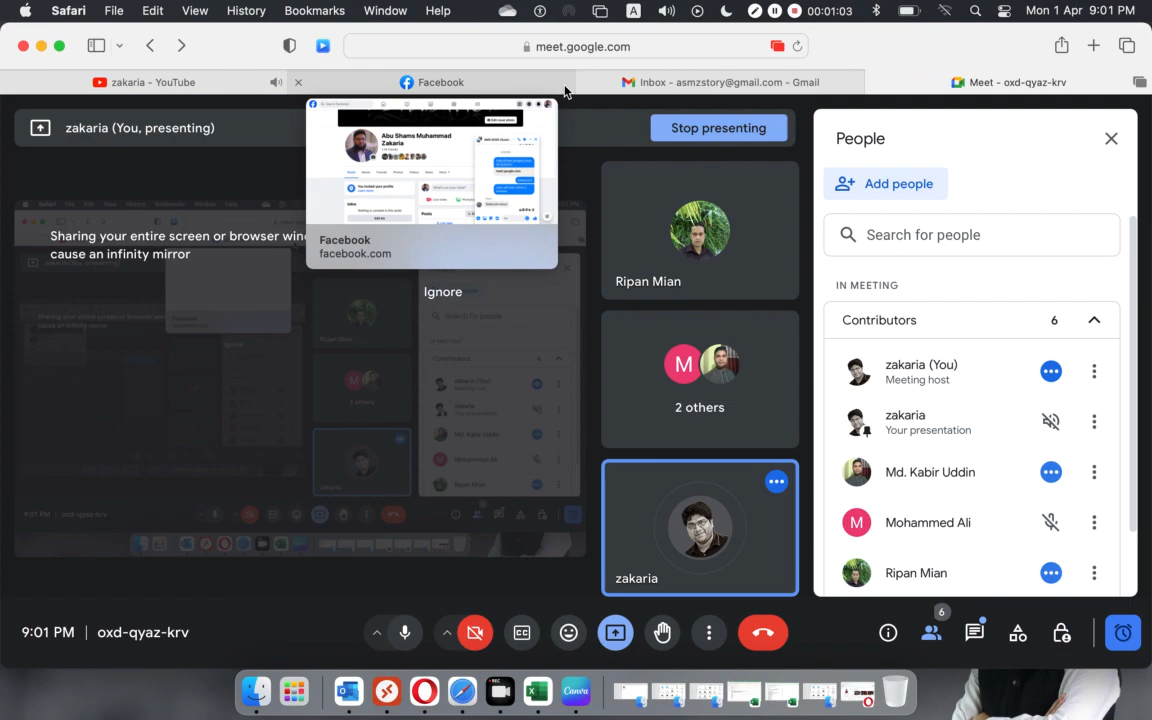 Safari File Edit View History Bookmarks Window Help
A
00:01:03
Mon 1 Apr 9:01 PM
meet.google.com
zakaria - YouTube
Facebook
Inbox - asmzstory@gmail.com - Gmail
Meet - oxd-qyaz-krv
zakaria (You, presenting)
Stop presenting
Abu Shams Muhammad
Zakaria
Facebook
facebook.com
Sharing your entire screen or browser win
cause an infinity mirror
Ignore
Ripan Mian
M
2 others
zakaria
People
Add people
Search for people
IN MEETING
Contributors 6
zakaria (You)
Meeting host
zakaria
Your presentation
Md. Kabir Uddin
M Mohammed Ali
Ripan Mian
9:01 PM | oxd-qyaz-krv
CC
6
REC
Canva